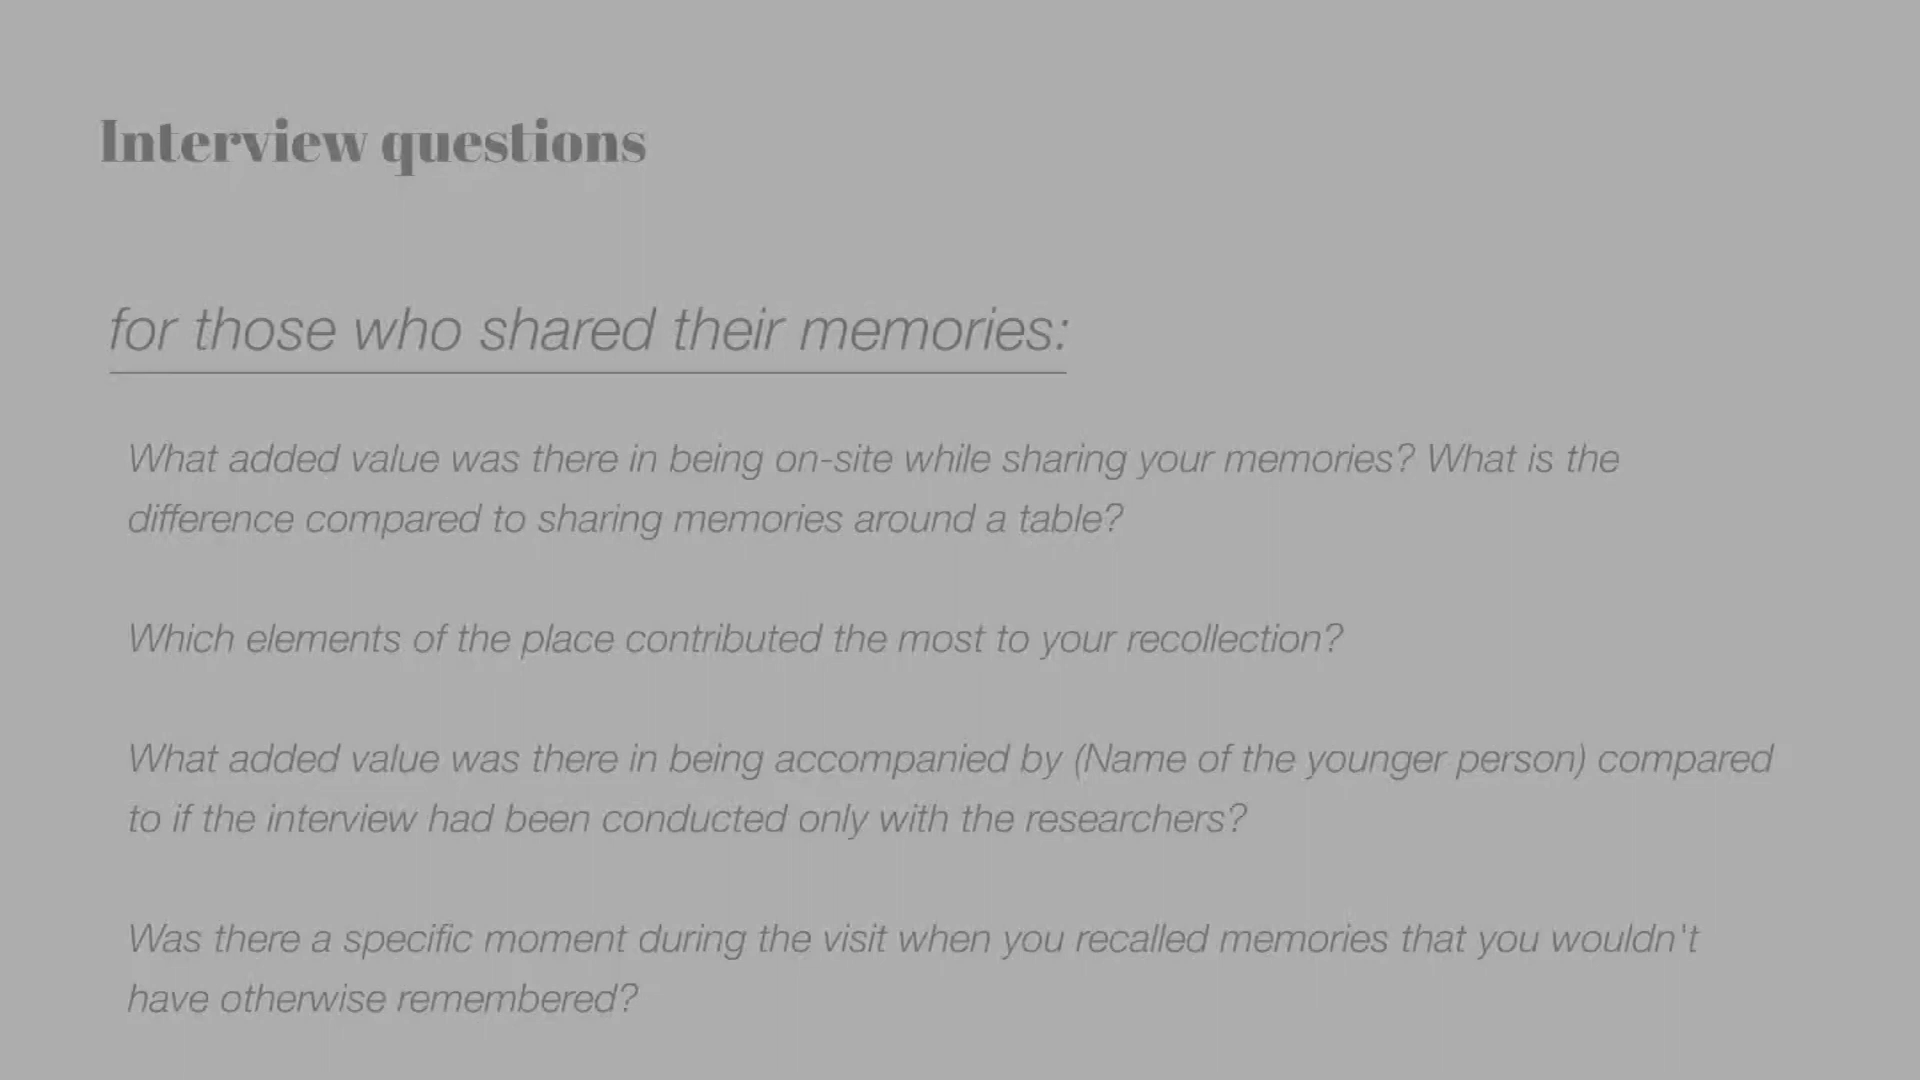 Interview questions
for those who shared their memories:
What added value was there in being on-site while sharing your memories? What is the
difference compared to sharing memories around a table?
Which elements of the place contributed the most to your recollection?
What added value was there in being accompanied by (Name of the younger person) compared
to if the interview had been conducted only with the researchers?
Was there a specific moment during the visit when you recalled memories that you wouldn't
have otherwise remembered?